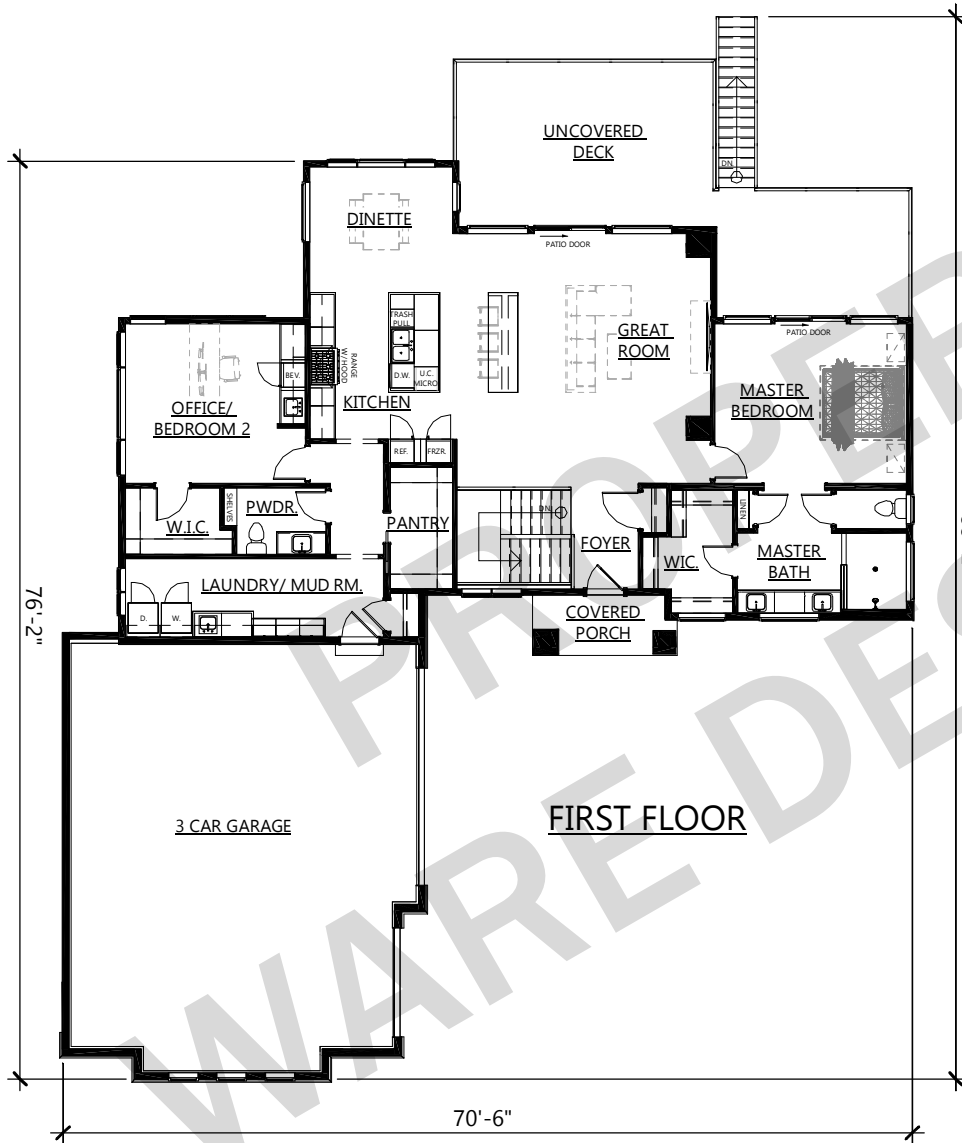 UNCOVERED
DECK
DN.
DINETTE
PATIO DOOR
PATIO DOOR
TRASH
PULL
GREAT
ROOM
RANGE
W/HOOD
BEV.
D.W.
U.C.
MICRO
OFFICE/
BEDROOM 2
KITCHEN
MASTER
BEDROOM
REF.
FRZR.
SHELVES
PWDR.
W.I.C.
PANTRY
DN.
FOYER
LINEN
WIC.
MASTER
BATH
LAUNDRY/ MUD RM.
D.
W.
COVERED
PORCH
76'-2"
3 CAR GARAGE
FIRST FLOOR
70'-6"
WARE